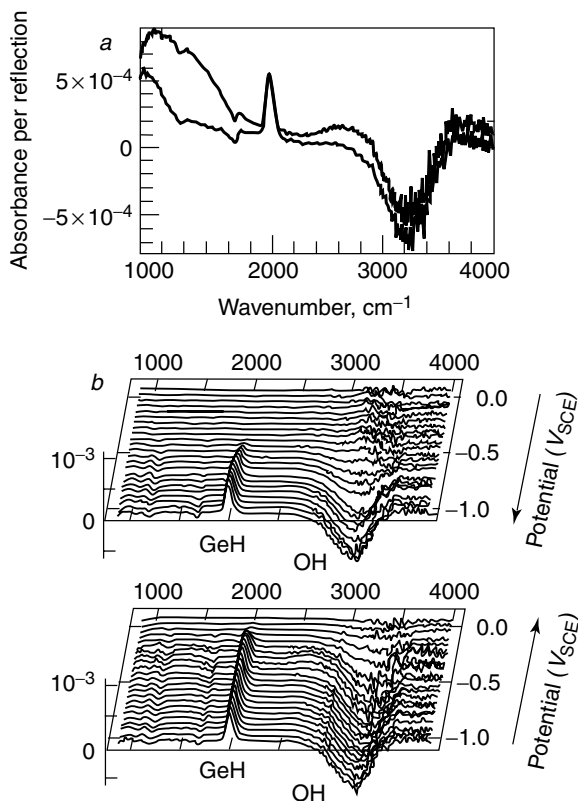 a
Absorbance per reflection
5×10⁻⁴
0
−5×10⁻⁴
1000 2000 3000 4000
Wavenumber, cm⁻¹
b
1000 2000 3000 4000
0.0
−0.5
−1.0
10⁻³
0
GeH
OH
Potential (V_SCE)
1000 2000 3000 4000
0.0
−0.5
−1.0
10⁻³
0
GeH
OH
Potential (V_SCE)